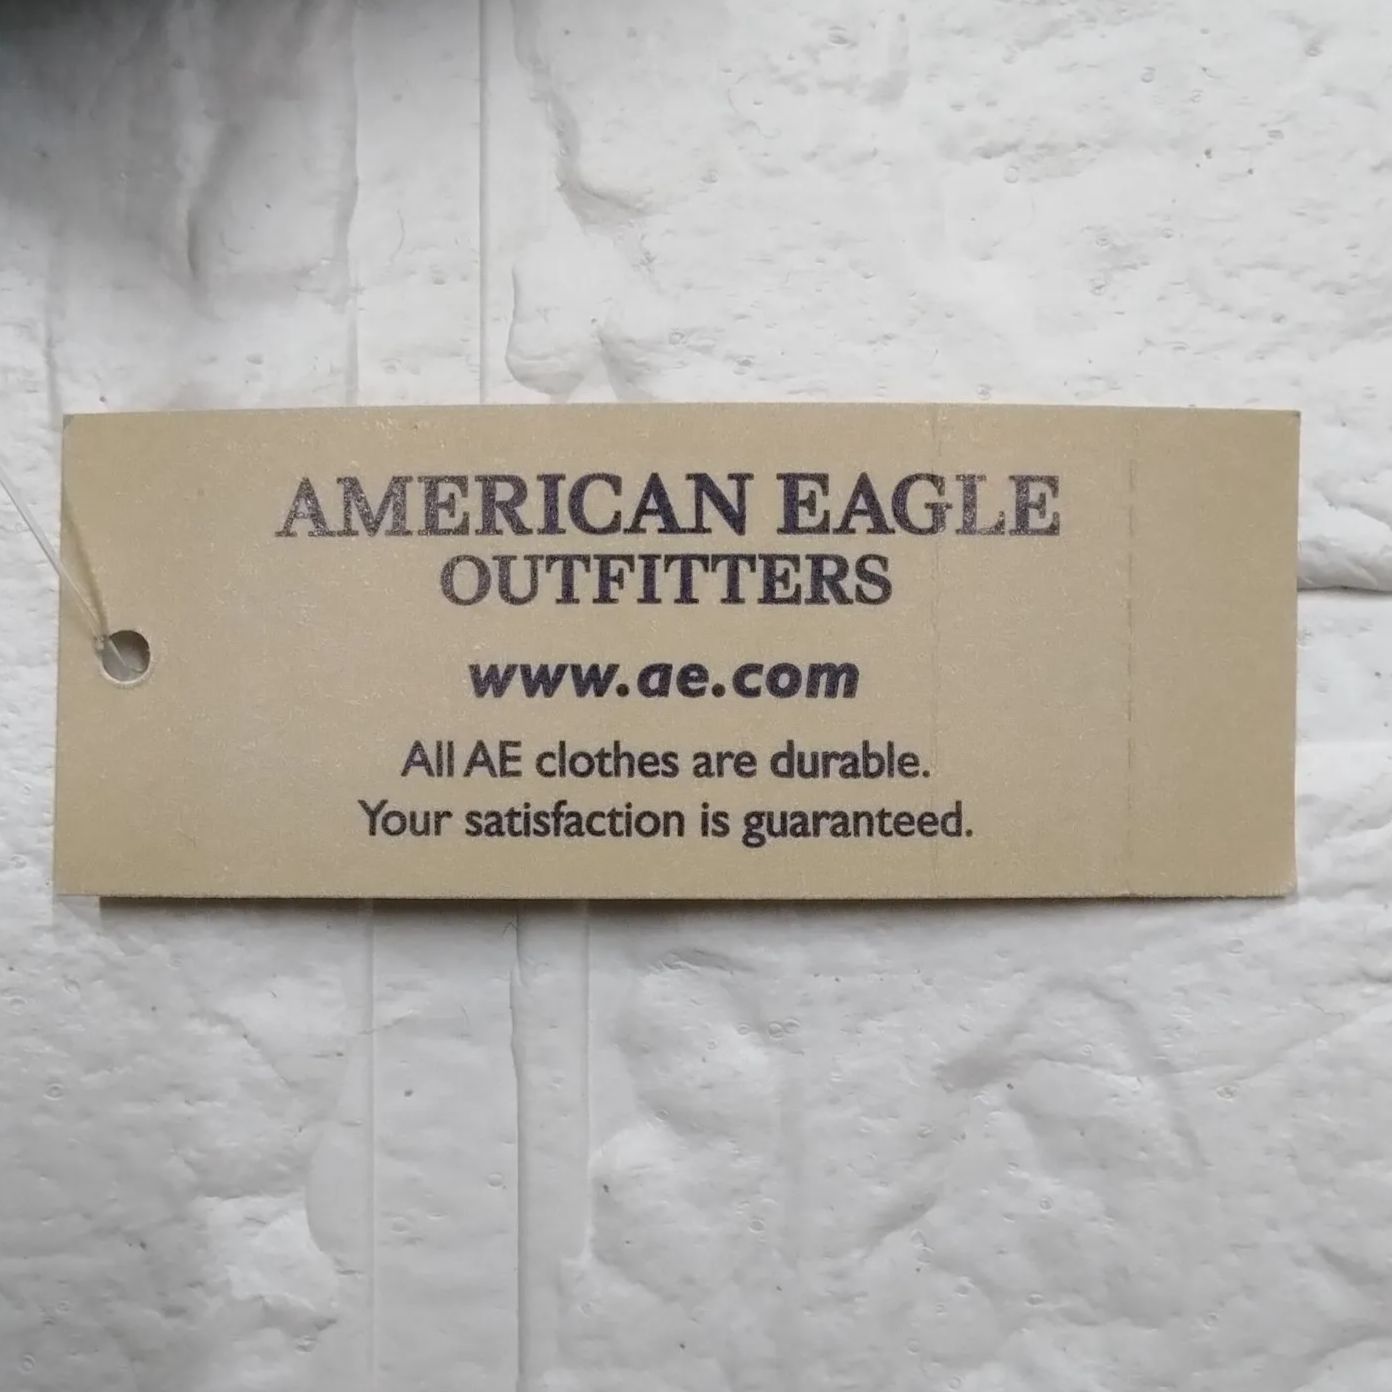 AMERICAN EAGLE
OUTFITTERS
www.ae.com
All AE clothes are durable.
Your satisfaction is guaranteed.